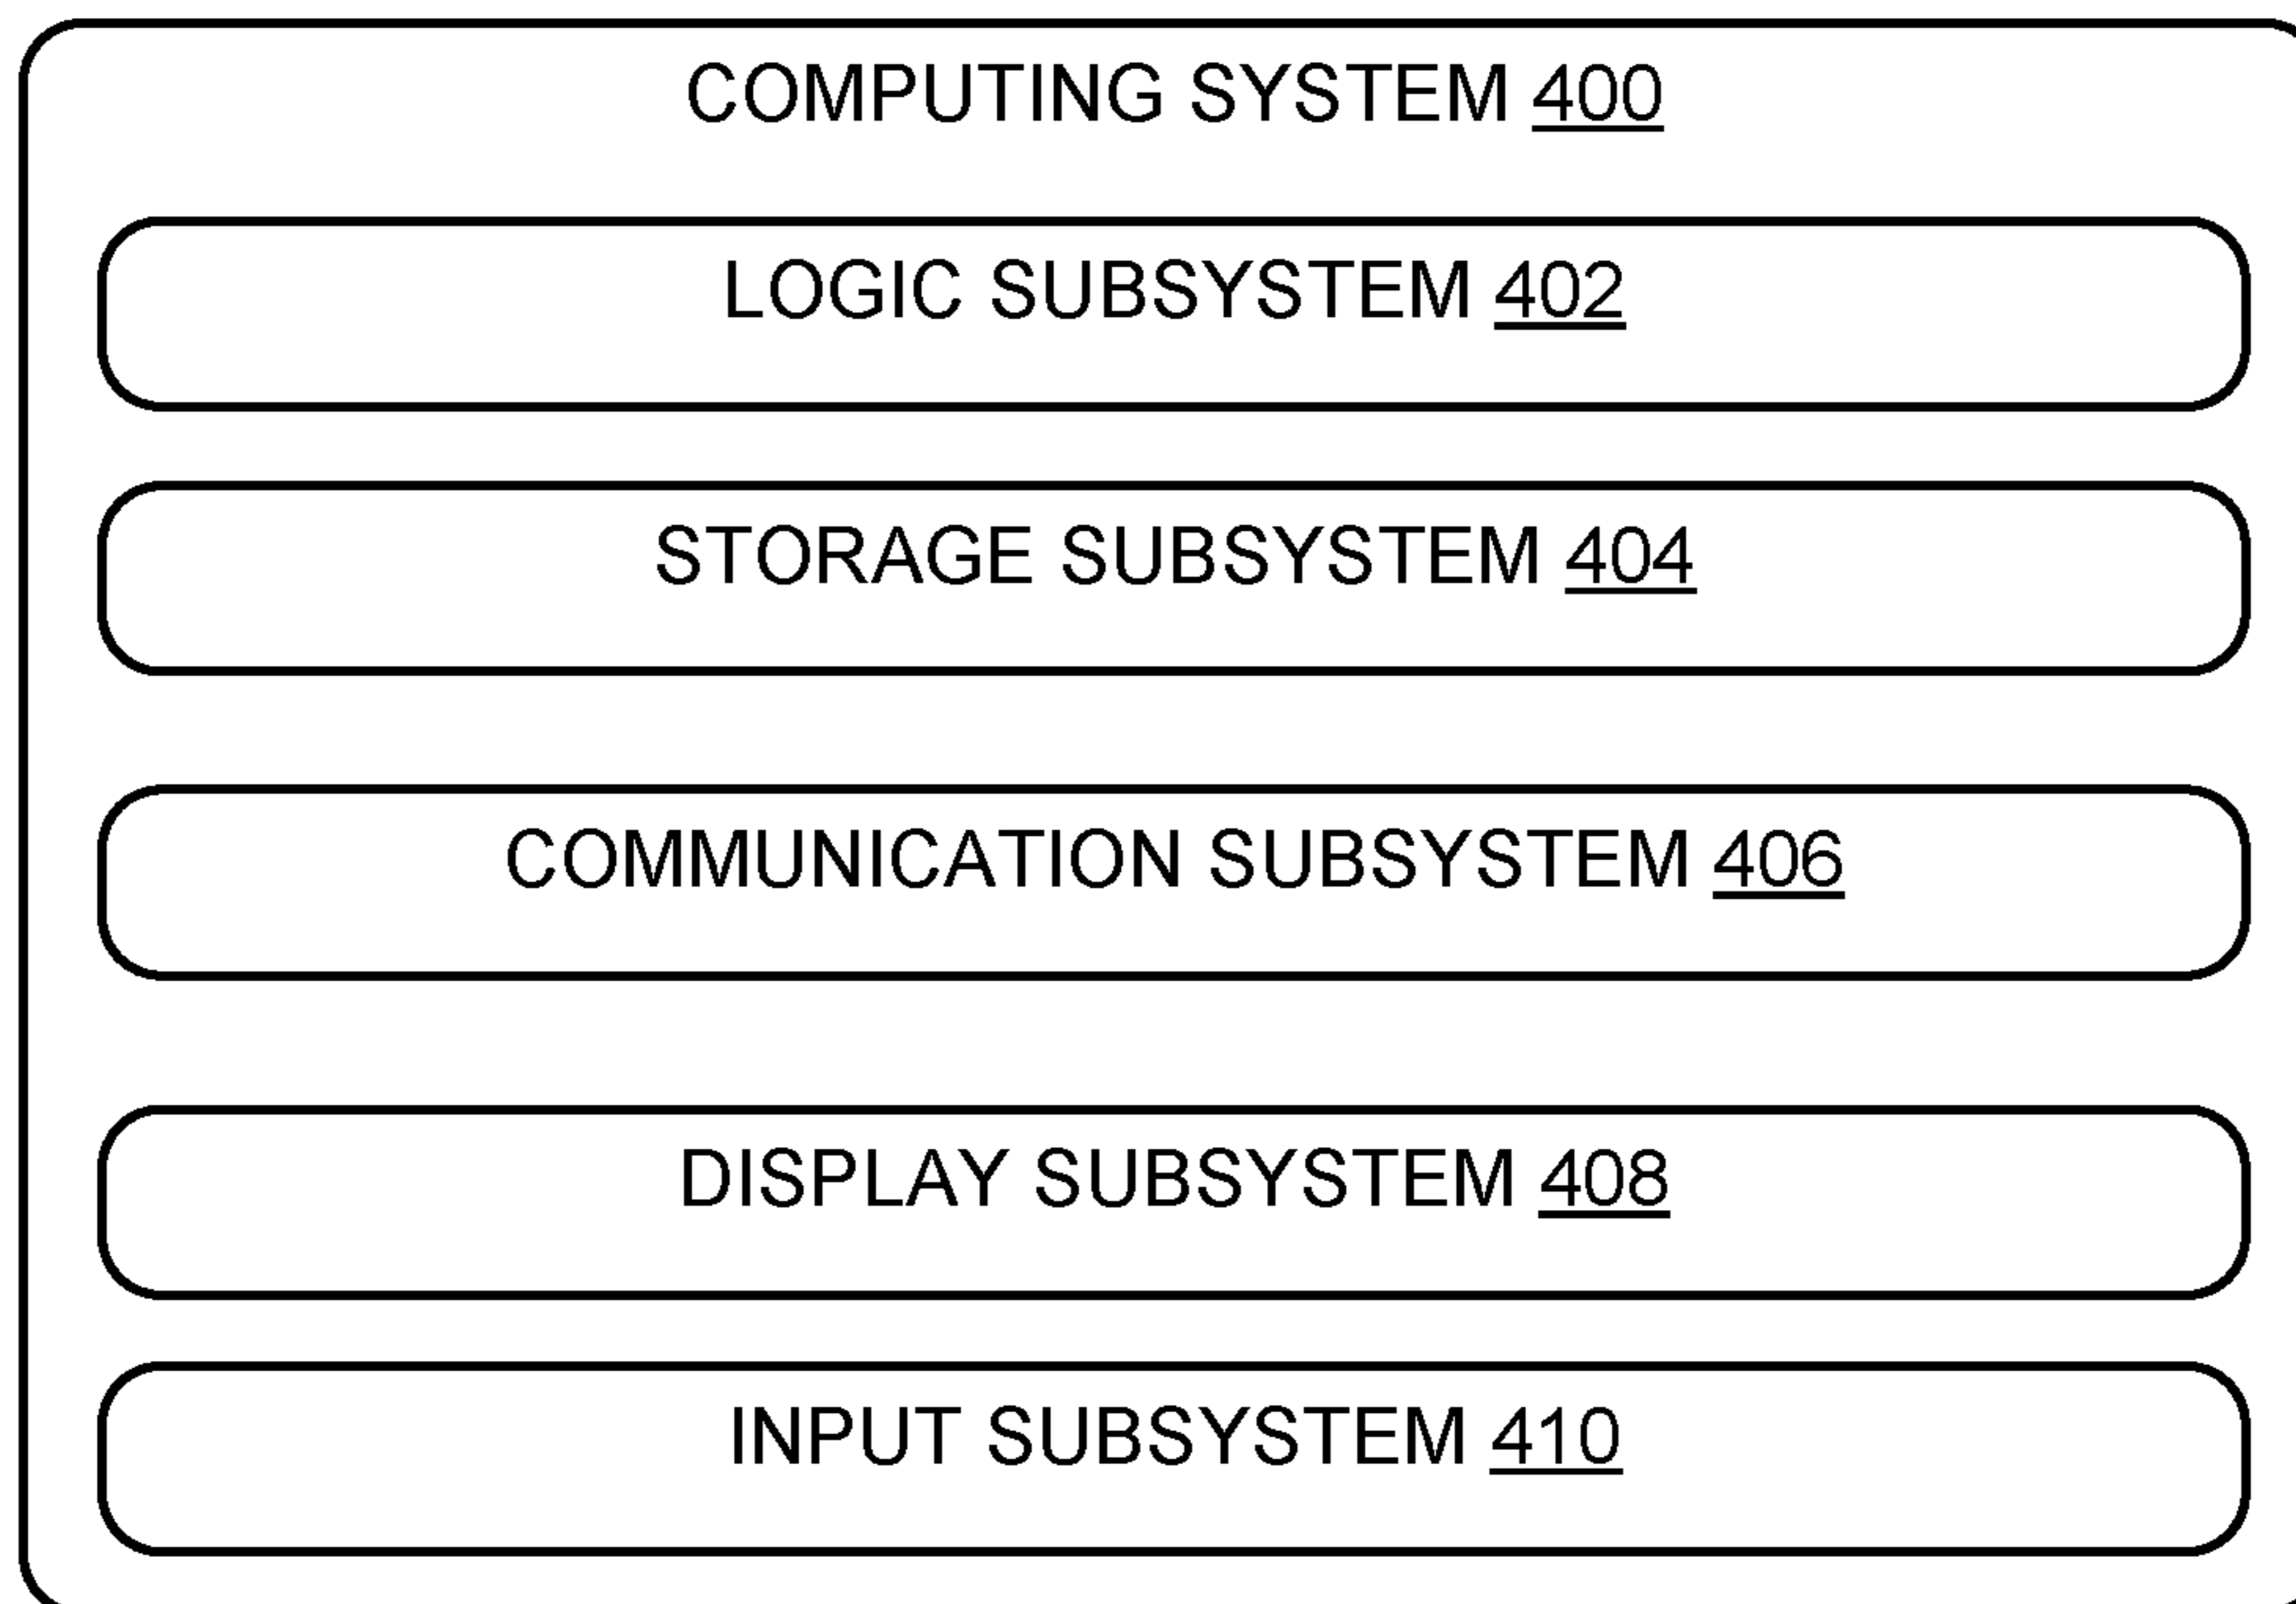 COMPUTING SYSTEM 400
LOGIC SUBSYSTEM 402
STORAGE SUBSYSTEM 404
COMMUNICATION SUBSYSTEM 406
DISPLAY SUBSYSTEM 408
INPUT SUBSYSTEM 410